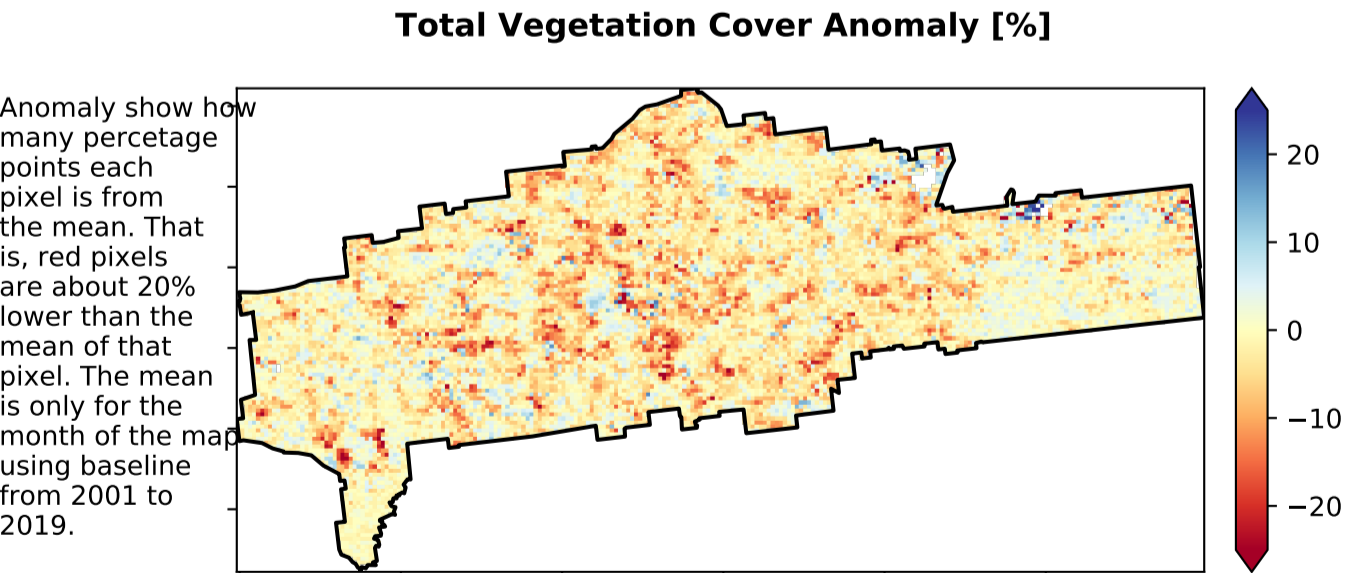 Total Vegetation Cover Anomaly [%]
Anomaly show how
many percetage
points each
pixel is from
the mean. That
is, red pixels
are about 20%
lower than the
mean of that
pixel. The mean
is only for the
month of the map
using baseline
from 2001 to
2019.
20
10
0
−10
−20